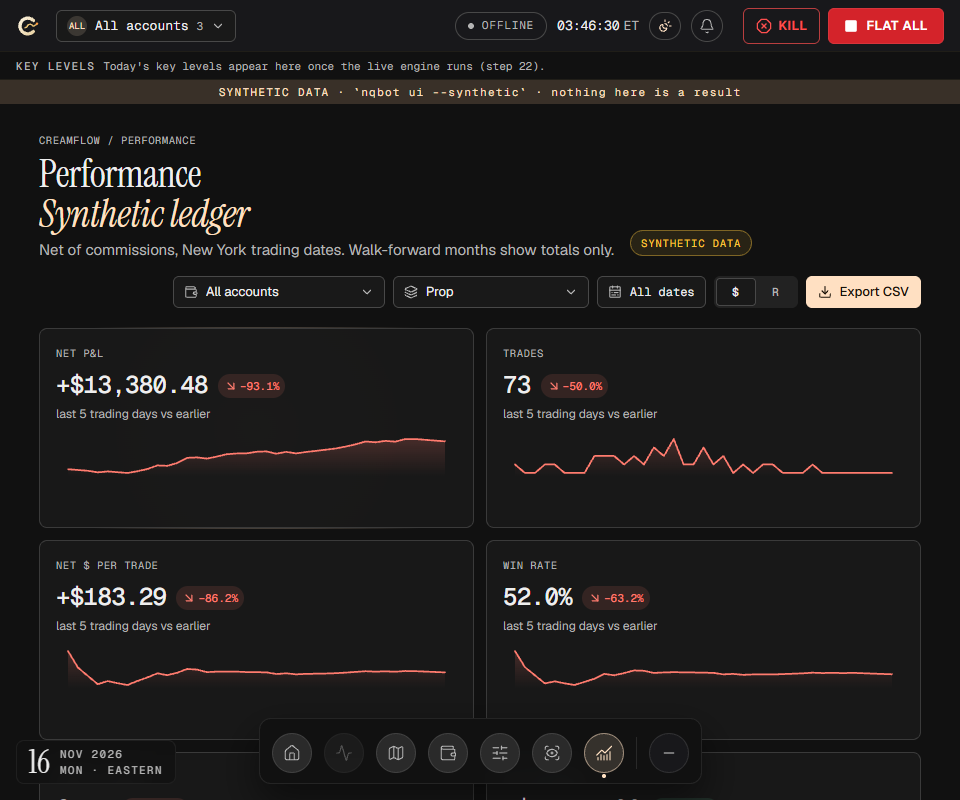 ALL All accounts 3
OFFLINE
03:46:30 ET
KILL
FLAT ALL
KEY LEVELS Today's key levels appear here once the live engine runs (step 22).
SYNTHETIC DATA · `nqbot ui --synthetic` · nothing here is a result
CREAMFLOW / PERFORMANCE
Performance
Synthetic ledger
Net of commissions, New York trading dates. Walk-forward months show totals only.
SYNTHETIC DATA
All accounts
Prop
All dates
$
R
Export CSV
NET P&L
+$13,380.48
-93.1%
last 5 trading days vs earlier
TRADES
73
-50.0%
last 5 trading days vs earlier
NET $ PER TRADE
+$183.29
-86.2%
last 5 trading days vs earlier
WIN RATE
52.0%
-63.2%
last 5 trading days vs earlier
16
NOV 2026
MON · EASTERN